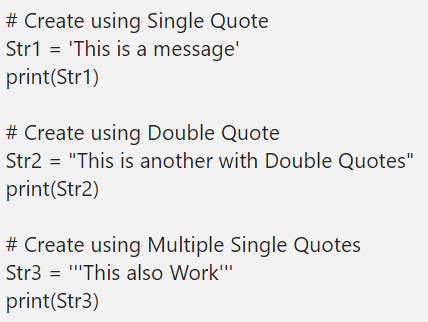 # Create using Single Quote
Str1 = 'This is a message'
print(Str1)
# Create using Double Quote
Str2 = "This is another with Double Quotes"
print(Str2)
# Create using Multiple Single Quotes
Str3 = '''This also Work'''
print(Str3)